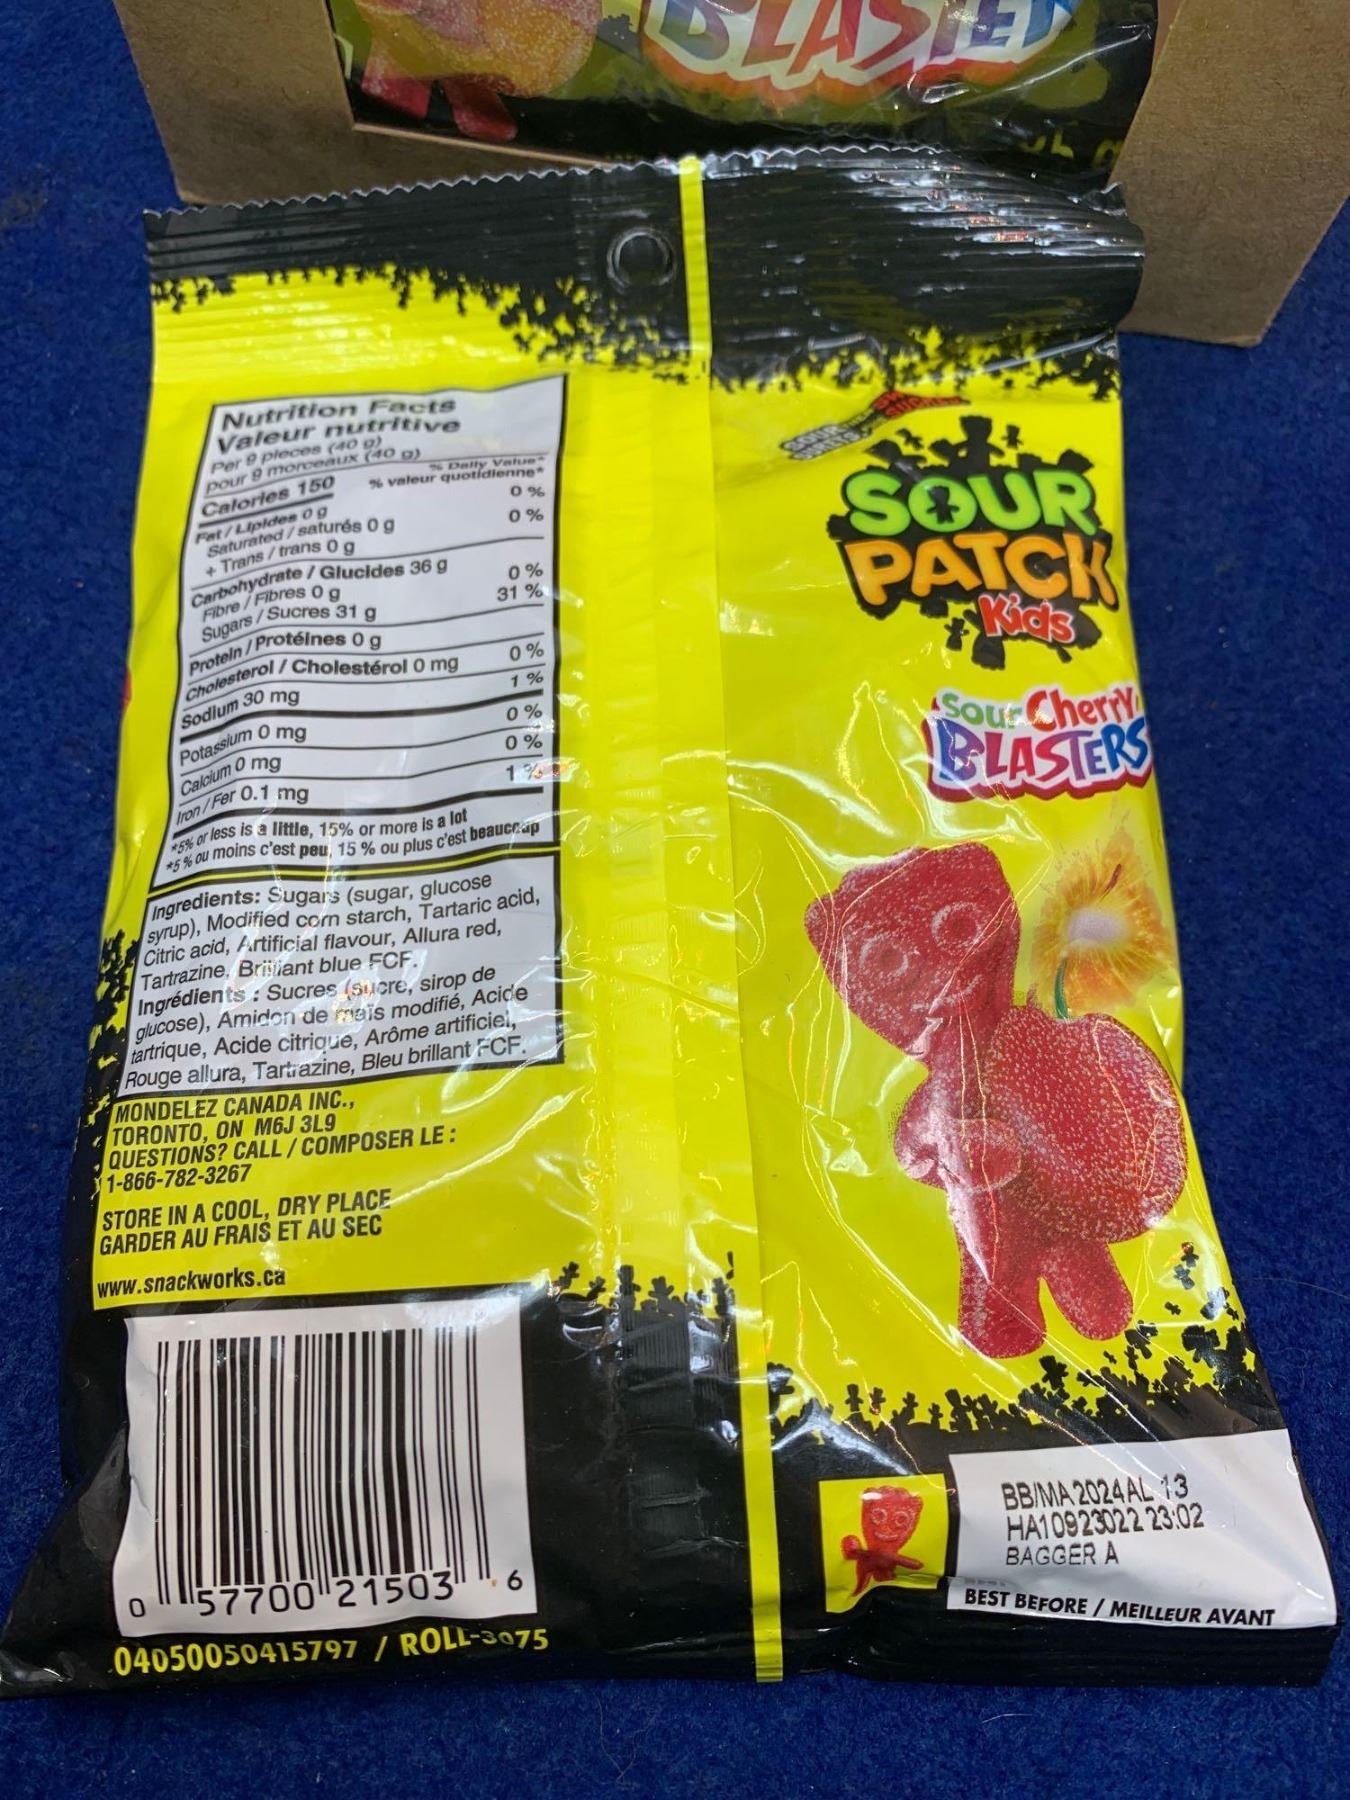 BLASTER
Nutrition Facts
Valeur nutritive
Per 9 pieces (40 g)
pour 9 morceaux (40 g)
% Daily Value*
Calories 150 % valeur quotidienne*
Fat / Lipides 0 g 0 %
Saturated / saturés 0 g 0 %
+ Trans / trans 0 g
Carbohydrate / Glucides 36 g
Fibre / Fibres 0 g 0 %
Sugars / Sucres 31 g 31 %
Protein / Protéines 0 g
Cholesterol / Cholestérol 0 mg 0 %
Sodium 30 mg 1 %
Potassium 0 mg 0 %
Calcium 0 mg 0 %
Iron / Fer 0.1 mg 1 %
*5% or less is a little, 15% or more is a lot
*5 % ou moins c'est peu, 15 % ou plus c'est beaucoup
Ingredients: Sugars (sugar, glucose
syrup), Modified corn starch, Tartaric acid,
Citric acid, Artificial flavour, Allura red,
Tartrazine, Brilliant blue FCF.
Ingrédients : Sucres (sucre, sirop de
glucose), Amidon de maïs modifié, Acide
tartrique, Acide citrique, Arôme artificiel,
Rouge allura, Tartrazine, Bleu brillant FCF.
MONDELEZ CANADA INC.,
TORONTO, ON M6J 3L9
QUESTIONS? CALL / COMPOSER LE :
1-866-782-3267
STORE IN A COOL, DRY PLACE
GARDER AU FRAIS ET AU SEC
www.snackworks.ca
0 57700 21503 6
04050050415797 / ROLL-3075
SOUR
PATCH
Kids
Sour Cherry
BLASTERS
BB/MA 2024 AL 13
HA10923022 23:02
BAGGER A
BEST BEFORE / MEILLEUR AVANT